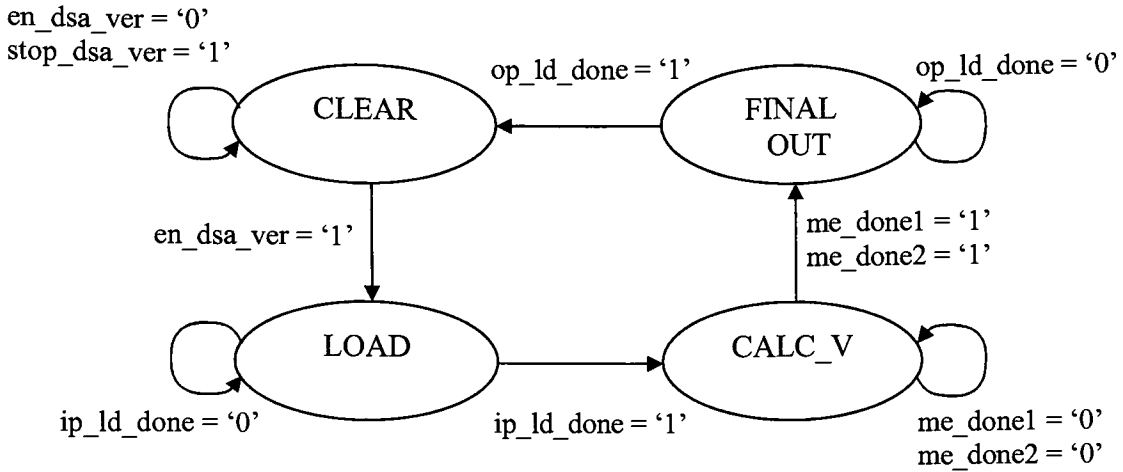 en_dsa_ver = ‘0’
stop_dsa_ver = ‘1’
op_ld_done = ‘1’
op_ld_done = ‘0’
CLEAR
FINAL
OUT
en_dsa_ver = ‘1’
me_done1 = ‘1’
me_done2 = ‘1’
LOAD
CALC_V
ip_ld_done = ‘0’
ip_ld_done = ‘1’
me_done1 = ‘0’
me_done2 = ‘0’